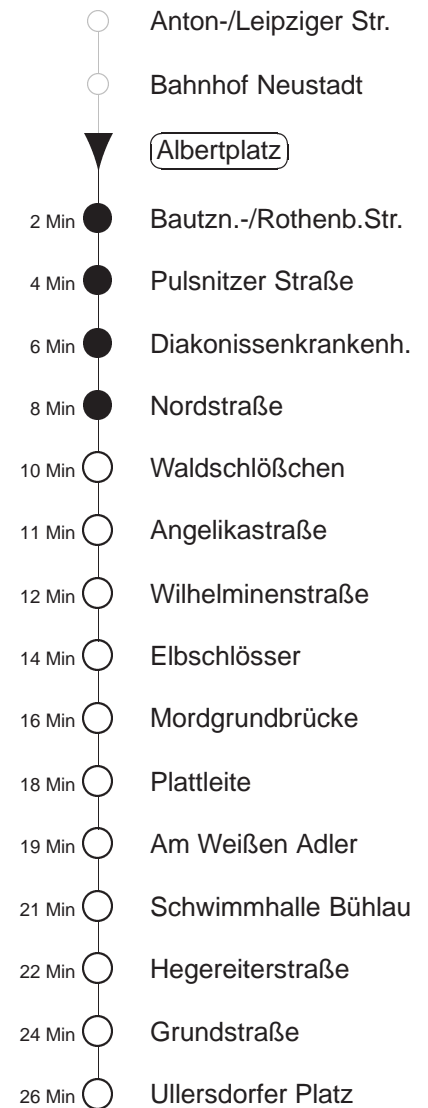 Anton-/Leipziger Str.
Bahnhof Neustadt
Albertplatz
2 Min Bautzn.-/Rothenb.Str.
4 Min Pulsnitzer Straße
6 Min Diakonissenkrankenh.
8 Min Nordstraße
10 Min Waldschlößchen
11 Min Angelikastraße
12 Min Wilhelminenstraße
14 Min Elbschlösser
16 Min Mordgrundbrücke
18 Min Plattleite
19 Min Am Weißen Adler
21 Min Schwimmhalle Bühlau
22 Min Hegereiterstraße
24 Min Grundstraße
26 Min Ullersdorfer Platz